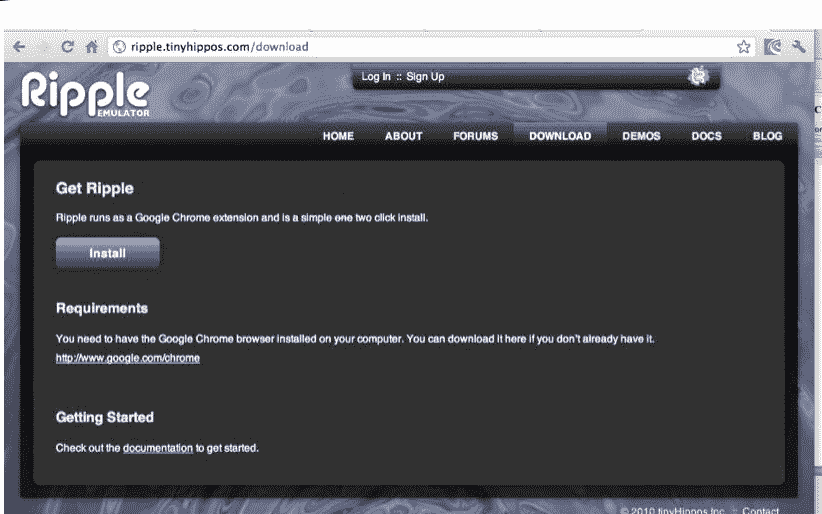 ripple.tinyhippos.com/download
Ripple
EMULATOR
Log In :: Sign Up
HOME ABOUT FORUMS DOWNLOAD DEMOS DOCS BLOG
Get Ripple
Ripple runs as a Google Chrome extension and is a simple one two click install.
Install
Requirements
You need to have the Google Chrome browser installed on your computer. You can download it here if you don't already have it.
http://www.google.com/chrome
Getting Started
Check out the documentation to get started.
© 2010 tinyHippos Inc. :: Contact